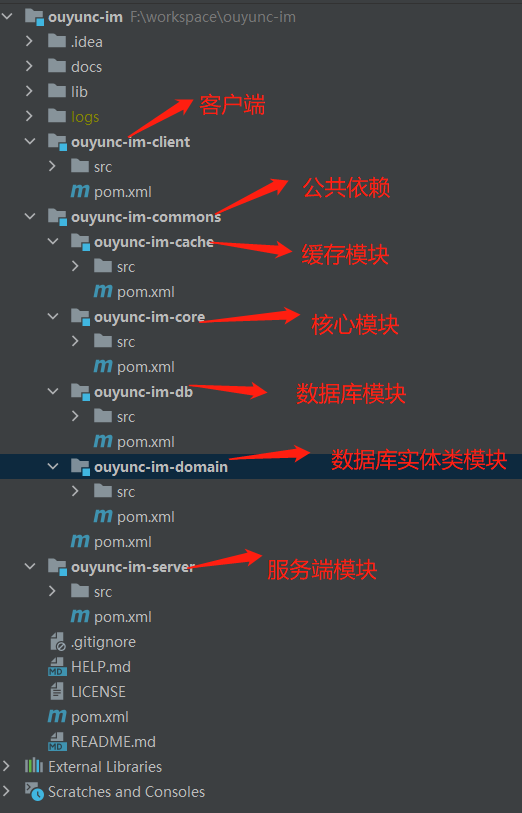 ouyunc-im F:\workspace\ouyunc-im
.idea
docs
lib
logs
客户端
ouyunc-im-client
src
pom.xml
公共依赖
ouyunc-im-commons
ouyunc-im-cache
缓存模块
src
pom.xml
ouyunc-im-core
核心模块
src
pom.xml
ouyunc-im-db
数据库模块
src
pom.xml
ouyunc-im-domain
数据库实体类模块
src
pom.xml
pom.xml
ouyunc-im-server
服务端模块
src
pom.xml
.gitignore
MD HELP.md
LICENSE
pom.xml
MD README.md
External Libraries
Scratches and Consoles